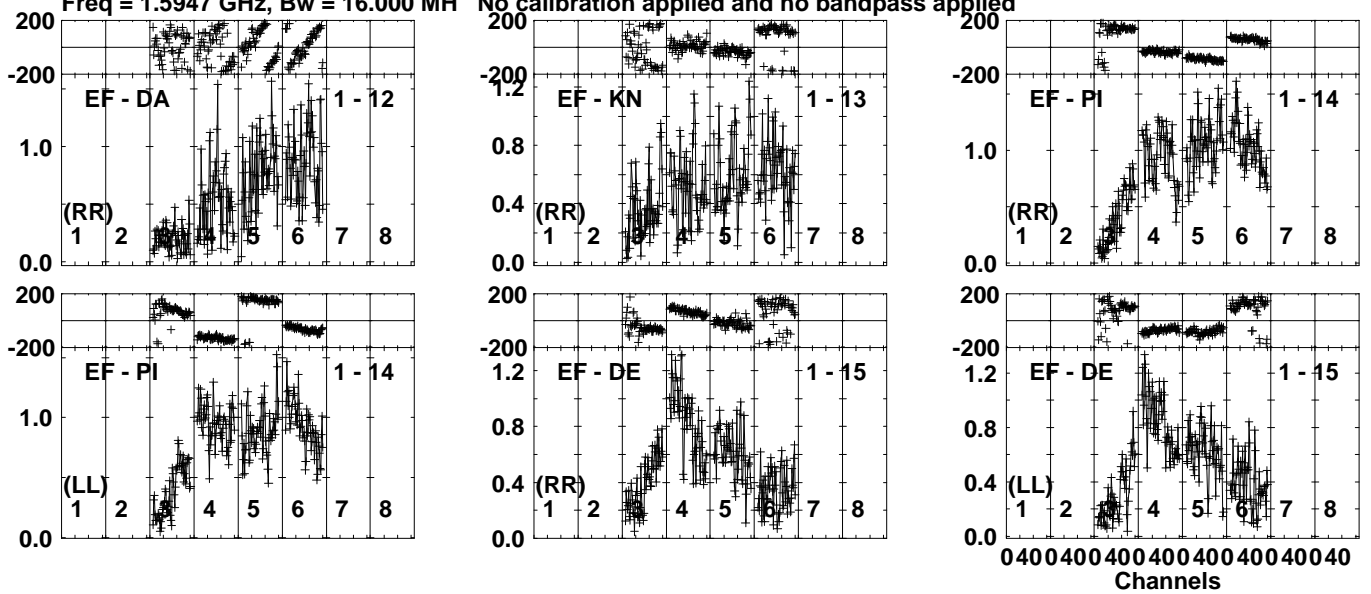 Freq = 1.5947 GHz, Bw = 16.000 MH No calibration applied and no bandpass applied
200
-200
EF - DA 1 - 12
1.0
(RR)
1 2 3 4 5 6 7 8
0.0
200
-200
1.2
EF - KN 1 - 13
0.8
0.4
(RR)
1 2 3 4 5 6 7 8
0.0
200
-200
EF - PI 1 - 14
1.0
(RR)
1 2 3 4 5 6 7 8
0.0
200
-200
EF - PI 1 - 14
1.0
(LL)
1 2 3 4 5 6 7 8
0.0
200
-200
EF - DE 1 - 15
1.2
0.8
0.4
(RR)
1 2 3 4 5 6 7 8
0.0
200
-200
EF - DE 1 - 15
1.2
0.8
0.4
(LL)
1 2 3 4 5 6 7 8
0.0
0 40 0 40 0 40 0 40 0 40 0 40 0 40 0 40
Channels